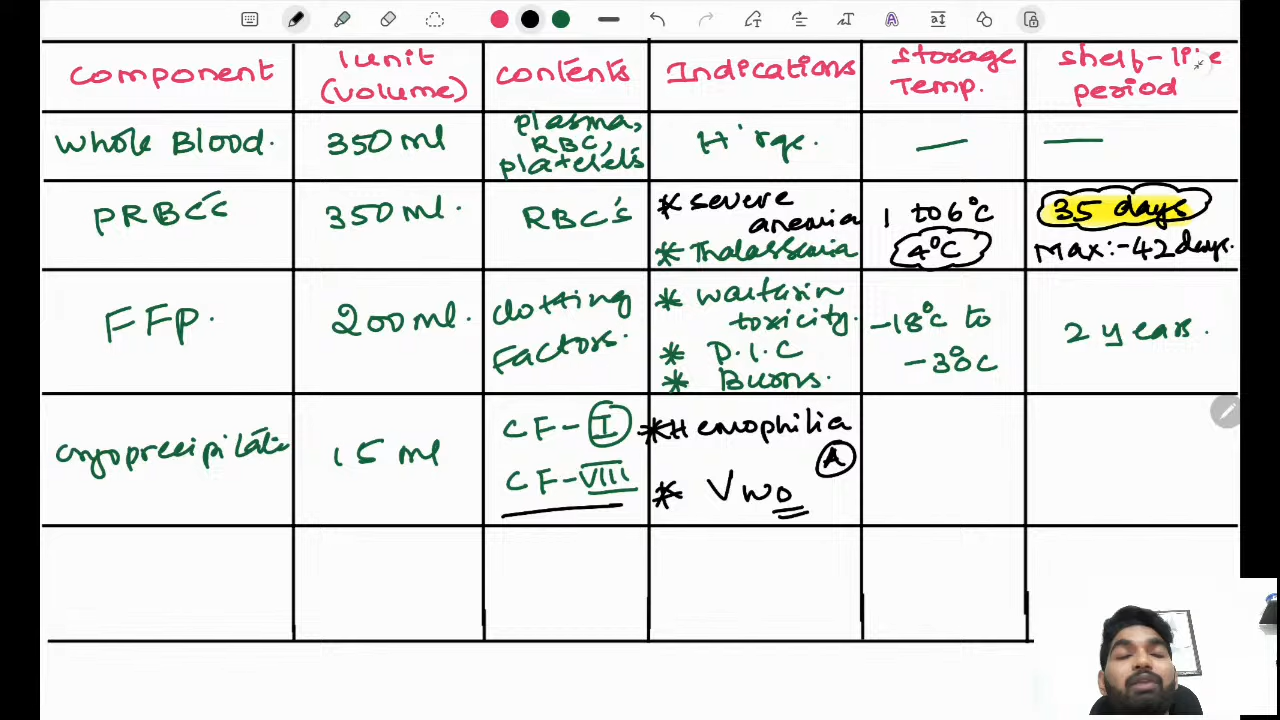 component
1 unit
(volume)
contents
Indications
Storage
Temp.
shelf-life
period
Whole Blood.
350 ml
plasma,
RBC,
platelets
H'rge.
—
—
PRBC's
350 ml.
RBC's
* severe
anemia
* Thalassemia
1 to 6°C
4°C
35 days
Max:-42 days.
FFP.
200 ml.
clotting
Factors.
* Warfarin
toxicity.
* D.I.C
* Burns.
-18°C to
-30°C
2 years.
cryoprecipitate
15 ml
CF-I
CF-VIII
* Hemophilia
A
* VWD